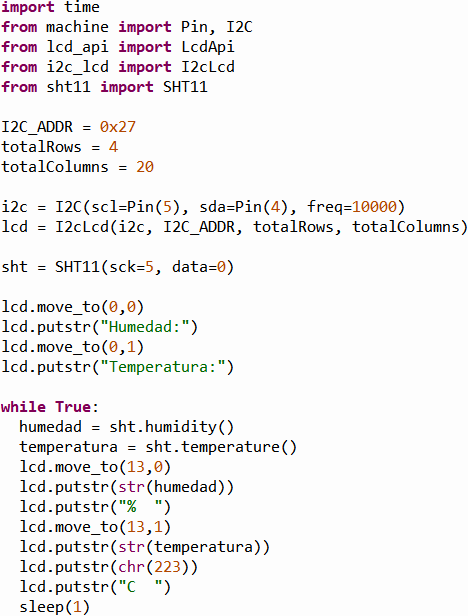 import time
from machine import Pin, I2C
from lcd_api import LcdApi
from i2c_lcd import I2cLcd
from sht11 import SHT11

I2C_ADDR = 0x27
totalRows = 4
totalColumns = 20

i2c = I2C(scl=Pin(5), sda=Pin(4), freq=10000)
lcd = I2cLcd(i2c, I2C_ADDR, totalRows, totalColumns)

sht = SHT11(sck=5, data=0)

lcd.move_to(0,0)
lcd.putstr("Humedad:")
lcd.move_to(0,1)
lcd.putstr("Temperatura:")

while True:
  humedad = sht.humidity()
  temperatura = sht.temperature()
  lcd.move_to(13,0)
  lcd.putstr(str(humedad))
  lcd.putstr("%  ")
  lcd.move_to(13,1)
  lcd.putstr(str(temperatura))
  lcd.putstr(chr(223))
  lcd.putstr("C  ")
  sleep(1)